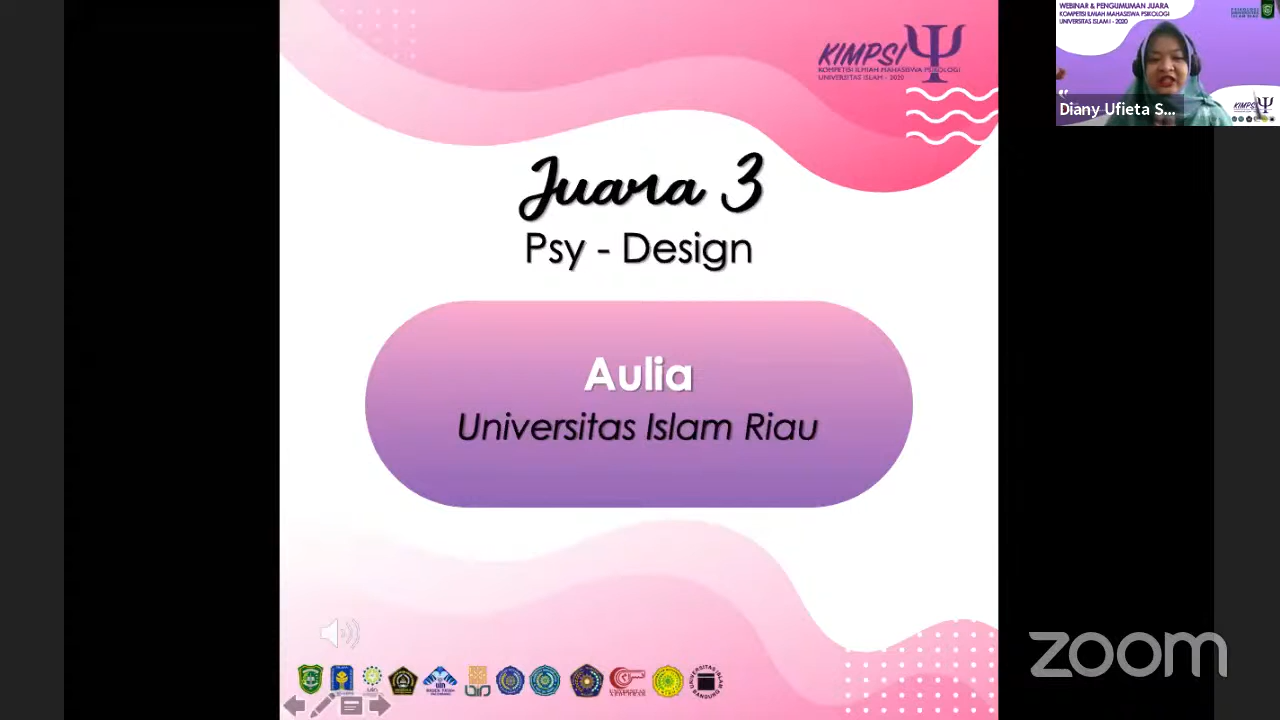 KIMPSI
KOMPETISI ILMIAH MAHASISWA PSIKOLOGI
UNIVERSITAS ISLAM - 2020
Juara 3
Psy - Design
Aulia
Universitas Islam Riau
WEBINAR & PENGUMUMAN JUARA
KOMPETISI ILMIAH MAHASISWA PSIKOLOGI
UNIVERSITAS ISLAM I - 2020
KIMPSI
Diany Ufieta S...
zoom